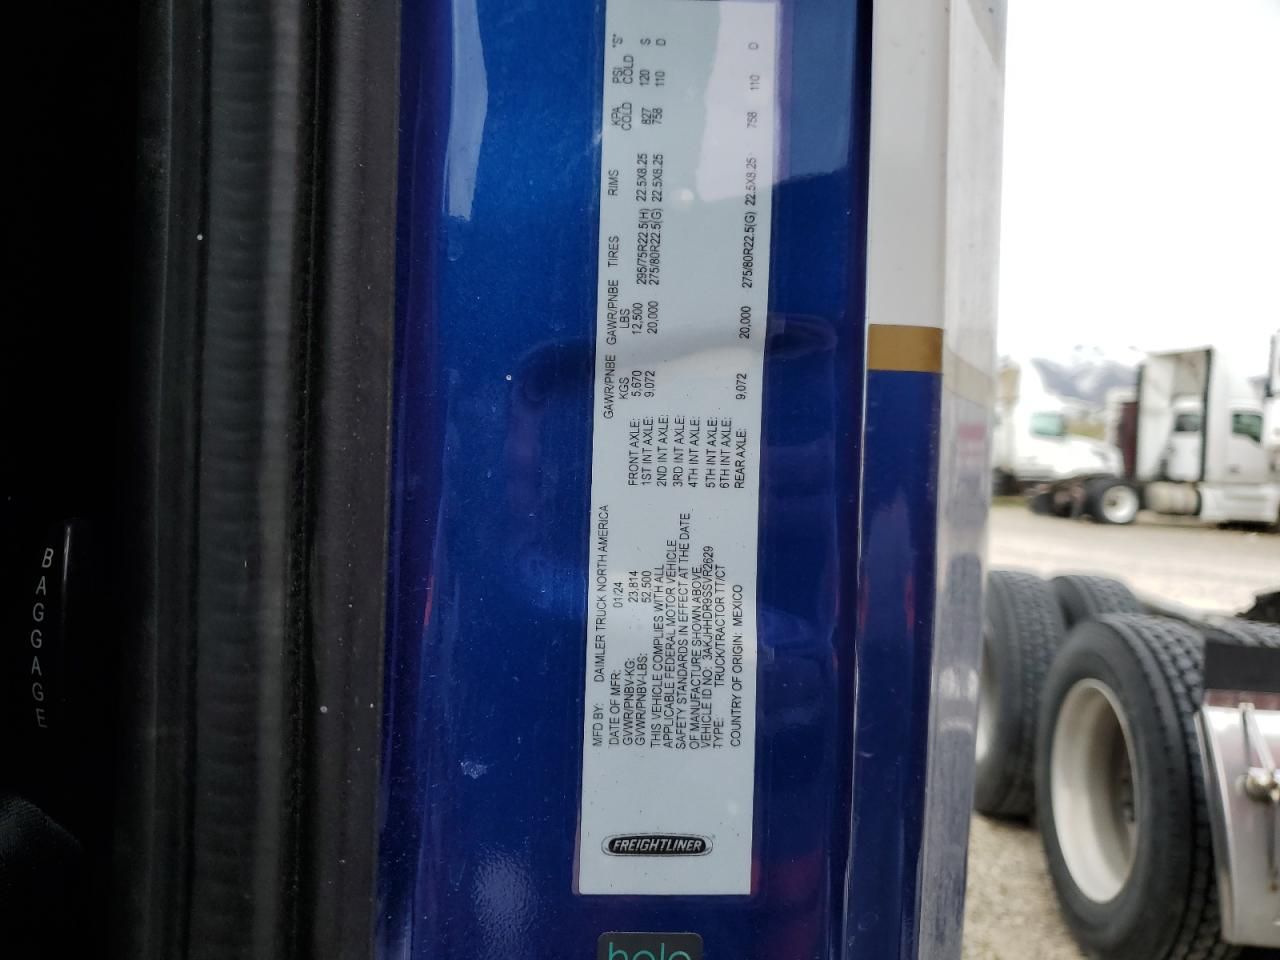 MFD BY: DAIMLER TRUCK NORTH AMERICA
DATE OF MFR: 01/24
GVWR/PNBV-KG: 23,814
GVWR/PNBV-LBS: 52,500
THIS VEHICLE COMPLIES WITH ALL
APPLICABLE FEDERAL MOTOR VEHICLE
SAFETY STANDARDS IN EFFECT AT THE DATE
OF MANUFACTURE SHOWN ABOVE.
VEHICLE ID NO: 3AKJHHDR9SSVR2629
TYPE: TRUCK/TRACTOR TT/CT
COUNTRY OF ORIGIN: MEXICO
GAWR/PNBE GAWR/PNBE TIRES RIMS KPA PSI *S*
KGS LBS COLD COLD
FRONT AXLE: 5,670 12,500 295/75R22.5(H) 22.5X8.25 827 120 S
1ST INT AXLE: 9,072 20,000 275/80R22.5(G) 22.5X8.25 758 110 D
2ND INT AXLE:
3RD INT AXLE:
4TH INT AXLE:
5TH INT AXLE:
6TH INT AXLE:
REAR AXLE: 9,072 20,000 275/80R22.5(G) 22.5X8.25 758 110 D
FREIGHTLINER
BAGGAGE